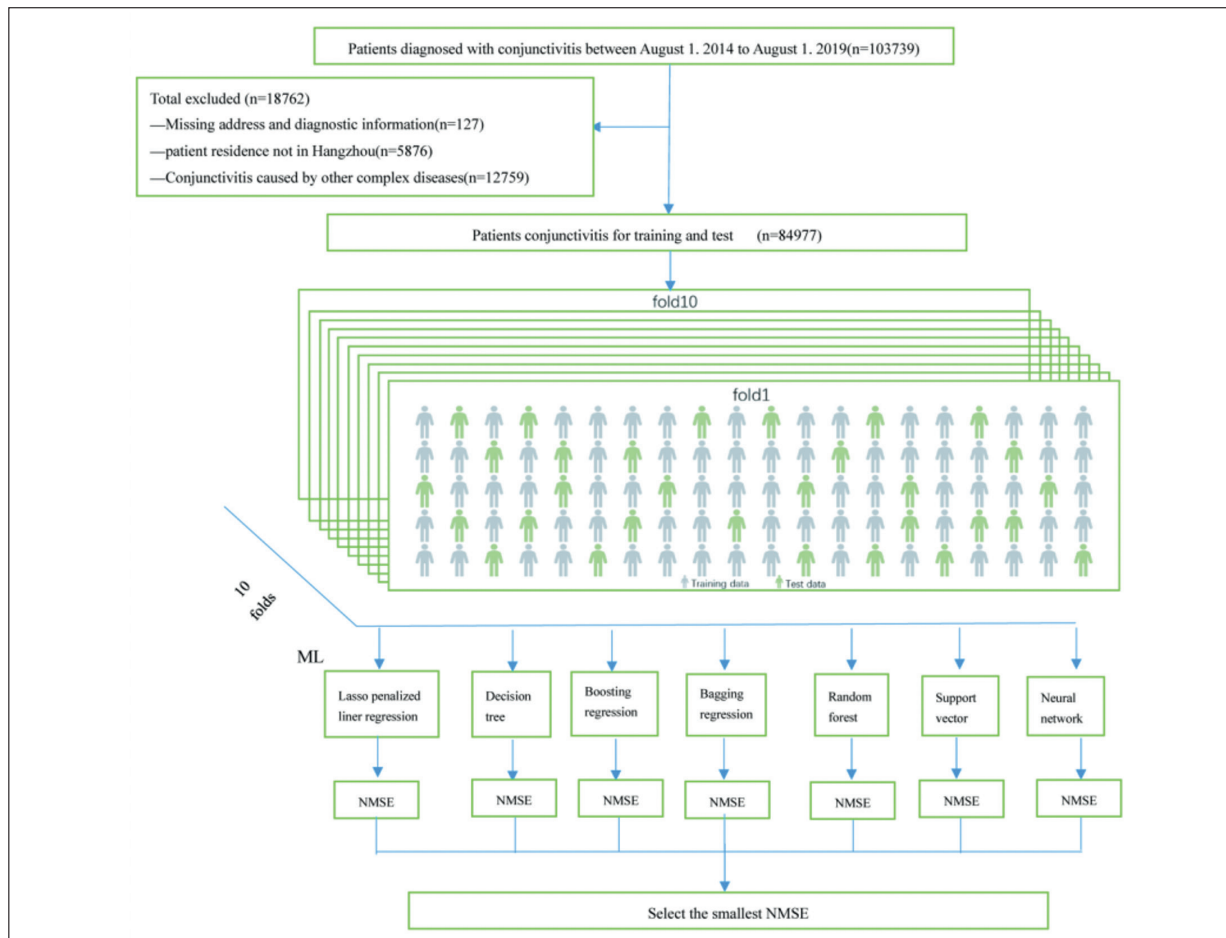 Patients diagnosed with conjunctivitis between August 1. 2014 to August 1. 2019(n=103739)
Total excluded (n=18762)
—Missing address and diagnostic information(n=127)
—patient residence not in Hangzhou(n=5876)
—Conjunctivitis caused by other complex diseases(n=12759)
Patients conjunctivitis for training and test (n=84977)
fold10
fold1
Training data
Test data
10
folds
ML
Lasso penalized
liner regression
Decision
tree
Boosting
regression
Bagging
regression
Random
forest
Support
vector
Neural
network
NMSE
NMSE
NMSE
NMSE
NMSE
NMSE
NMSE
Select the smallest NMSE